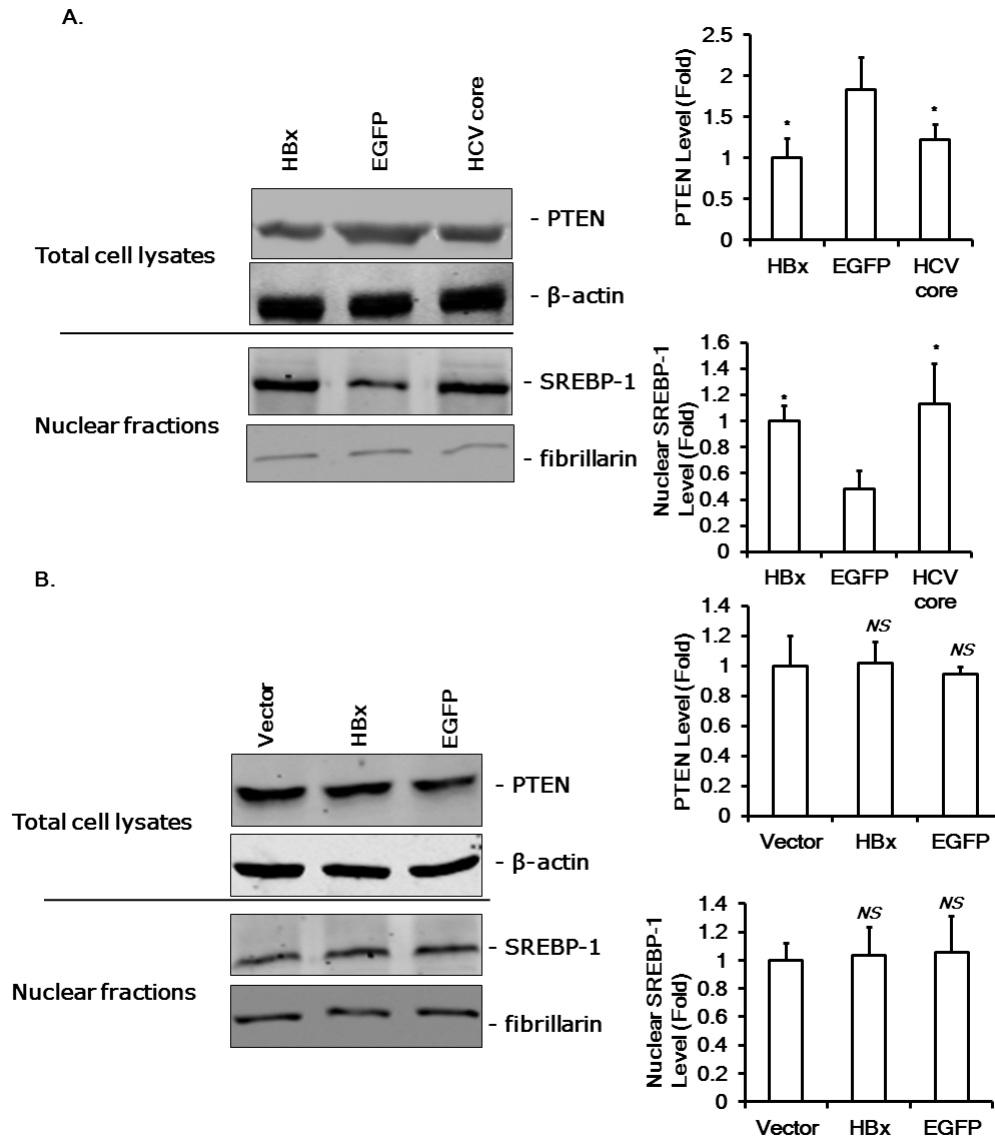 A.
HBx
EGFP
HCV core
- PTEN
Total cell lysates
- β-actin
- SREBP-1
Nuclear fractions
- fibrillarin
2.5
2
1.5
1
0.5
0
PTEN Level (Fold)
*
*
HBx
EGFP
HCV
core
1.6
1.4
1.2
1
0.8
0.6
0.4
0.2
0
Nuclear SREBP-1
Level (Fold)
*
*
HBx
EGFP
HCV
core
B.
Vector
HBx
EGFP
- PTEN
Total cell lysates
- β-actin
- SREBP-1
Nuclear fractions
- fibrillarin
1.4
1.2
1
0.8
0.6
0.4
0.2
0
PTEN Level (Fold)
NS
NS
Vector
HBx
EGFP
1.4
1.2
1
0.8
0.6
0.4
0.2
0
Nuclear SREBP-1
Level (Fold)
NS
NS
Vector
HBx
EGFP